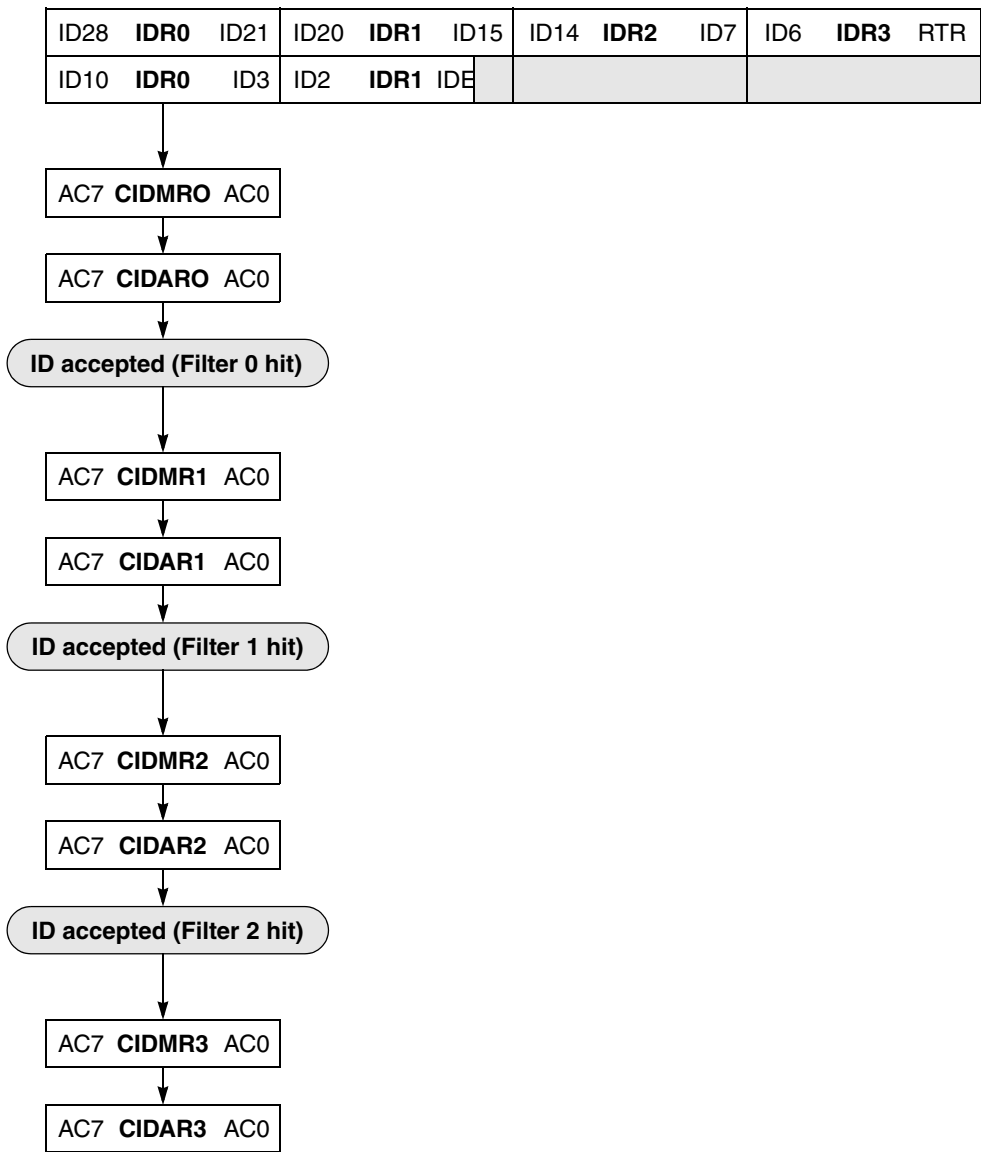 ID28 IDR0 ID21 ID20 IDR1 ID15 ID14 IDR2 ID7 ID6 IDR3 RTR
ID10 IDR0 ID3 ID2 IDR1 IDE
AC7 CIDMRO AC0
AC7 CIDARO AC0
ID accepted (Filter 0 hit)
AC7 CIDMR1 AC0
AC7 CIDAR1 AC0
ID accepted (Filter 1 hit)
AC7 CIDMR2 AC0
AC7 CIDAR2 AC0
ID accepted (Filter 2 hit)
AC7 CIDMR3 AC0
AC7 CIDAR3 AC0